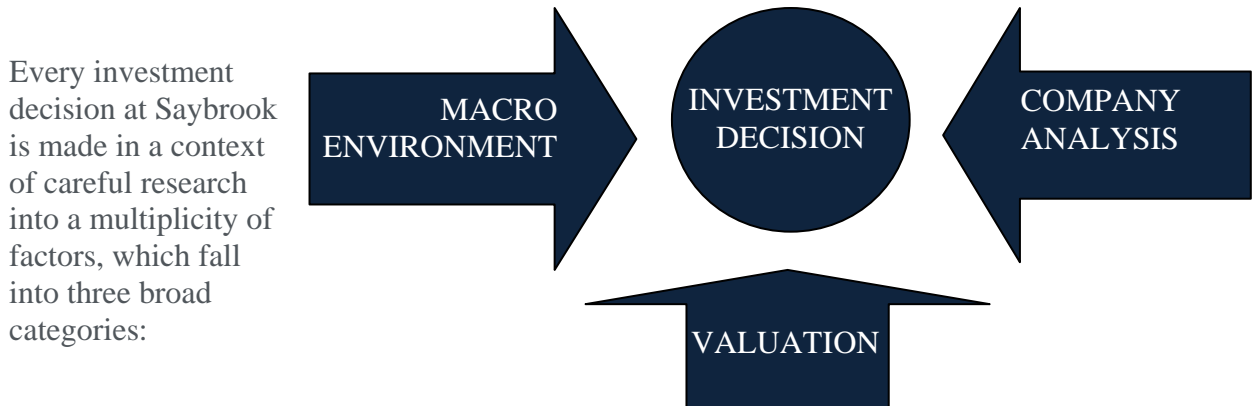 Every investment
decision at Saybrook
is made in a context
of careful research
into a multiplicity of
factors, which fall
into three broad
categories:
MACRO
ENVIRONMENT
INVESTMENT
DECISION
COMPANY
ANALYSIS
VALUATION